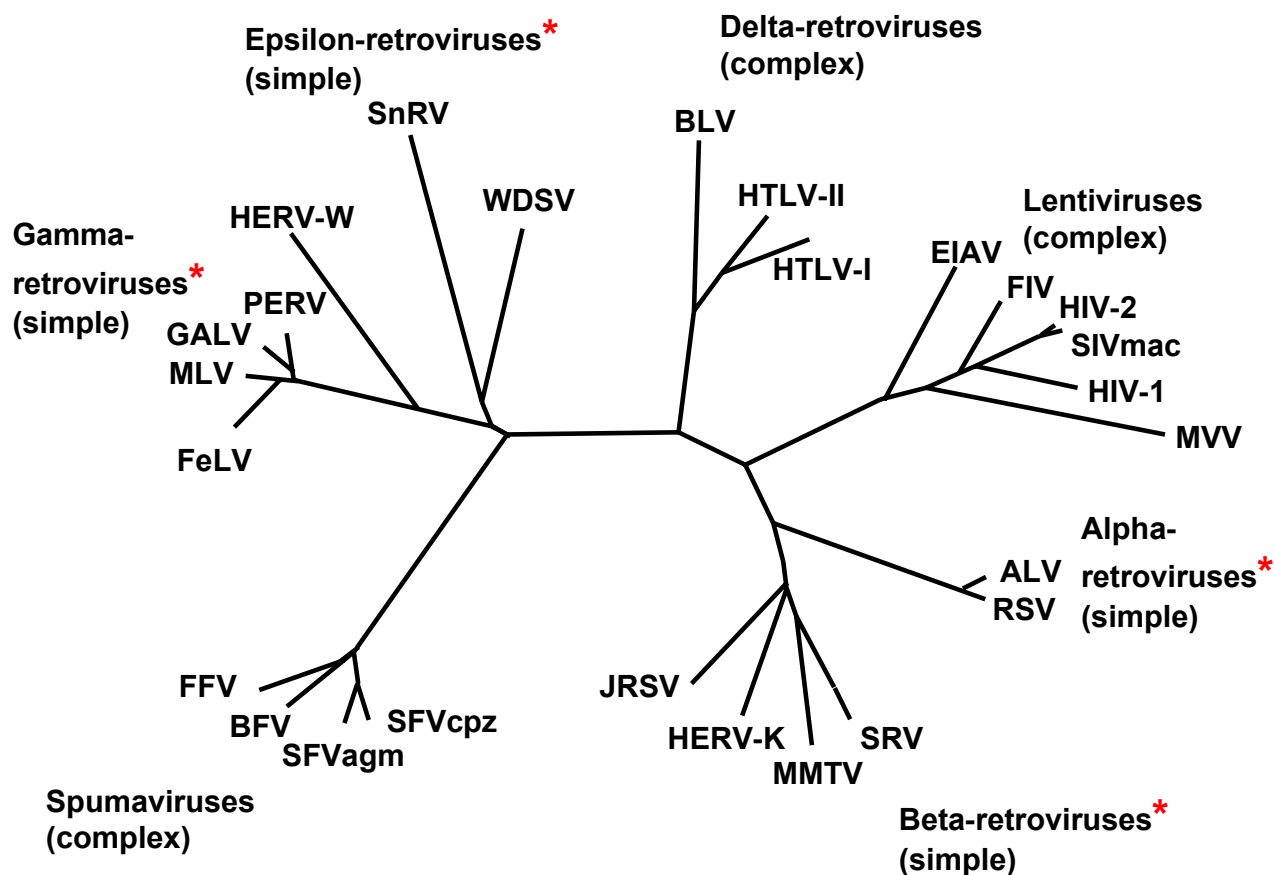 Epsilon-retroviruses*
(simple)
SnRV
WDSV
Delta-retroviruses
(complex)
BLV
HTLV-II
HTLV-I
Lentiviruses
(complex)
EIAV
FIV
HIV-2
SIVmac
HIV-1
MVV
Gamma-
retroviruses*
(simple)
HERV-W
PERV
GALV
MLV
FeLV
Alpha-
retroviruses*
(simple)
ALV
RSV
FFV
BFV
SFVagm
SFVcpz
Spumaviruses
(complex)
JRSV
HERV-K
MMTV
SRV
Beta-retroviruses*
(simple)